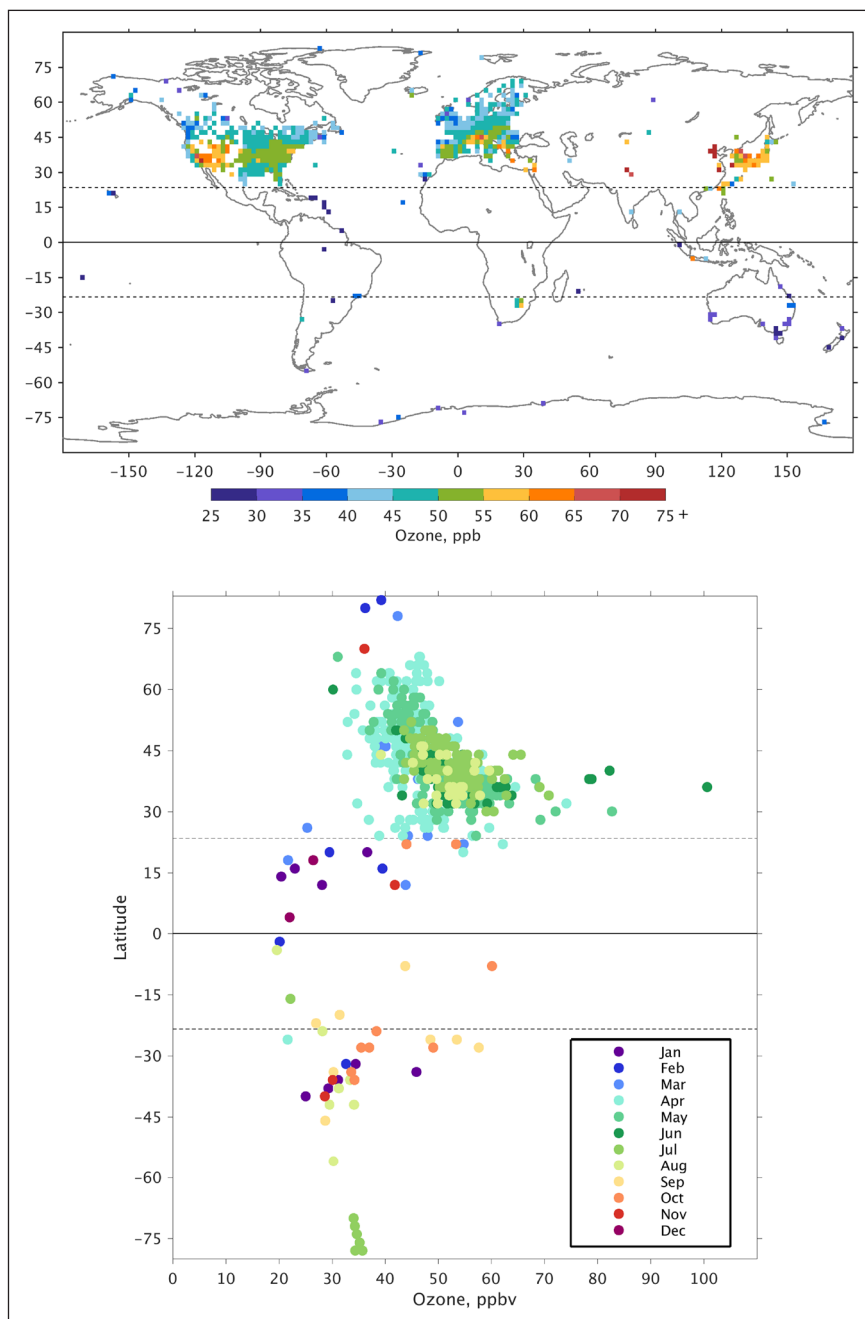 75
60
45
30
15
0
−15
−30
−45
−60
−75
−150 −120 −90 −60 −30 0 30 60 90 120 150
25 30 35 40 45 50 55 60 65 70 75 +
Ozone, ppb
75
60
45
30
15
0
−15
−30
−45
−60
−75
Latitude
Jan
Feb
Mar
Apr
May
Jun
Jul
Aug
Sep
Oct
Nov
Dec
0 10 20 30 40 50 60 70 80 90 100
Ozone, ppbv